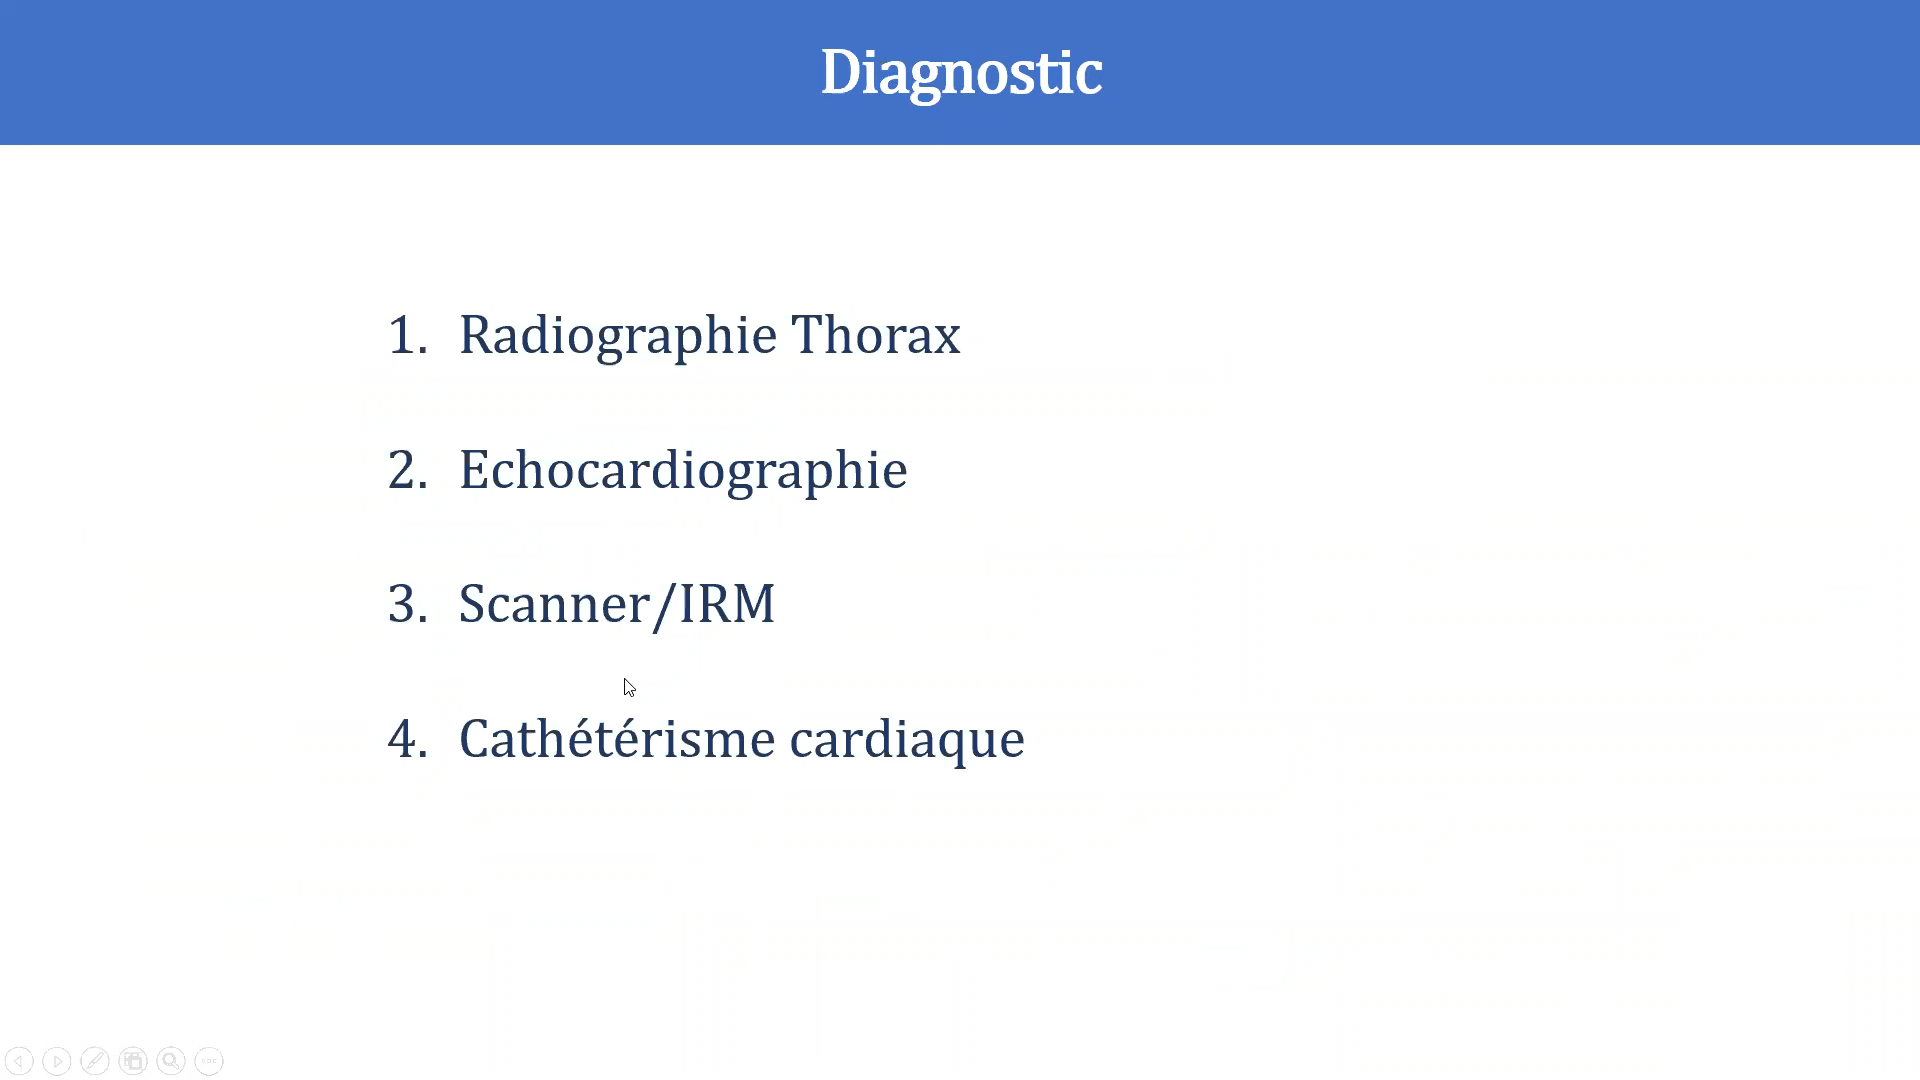 Diagnostic
1. Radiographie Thorax
2. Echocardiographie
3. Scanner/IRM
4. Cathétérisme cardiaque